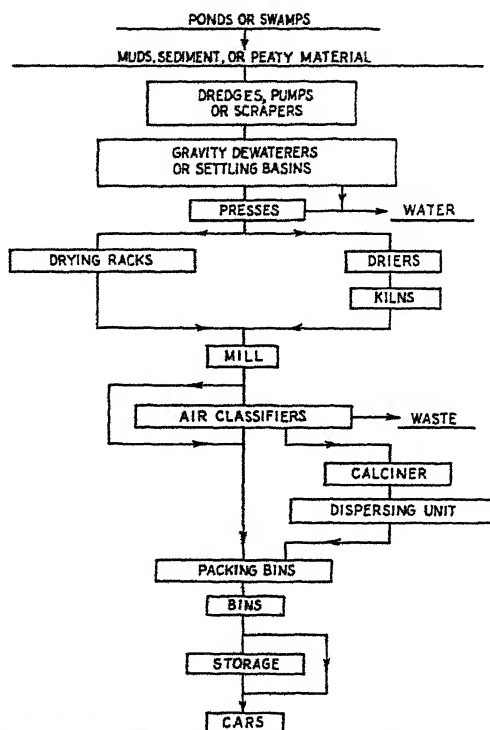 PONDS OR SWAMPS
MUDS, SEDIMENT, OR PEATY MATERIAL
DREDGES, PUMPS
OR SCRAPERS
GRAVITY DEWATERERS
OR SETTLING BASINS
PRESSES
WATER
DRYING RACKS
DRIERS
KILNS
MILL
AIR CLASSIFIERS
WASTE
CALCINER
DISPERSING UNIT
PACKING BINS
BINS
STORAGE
CARS